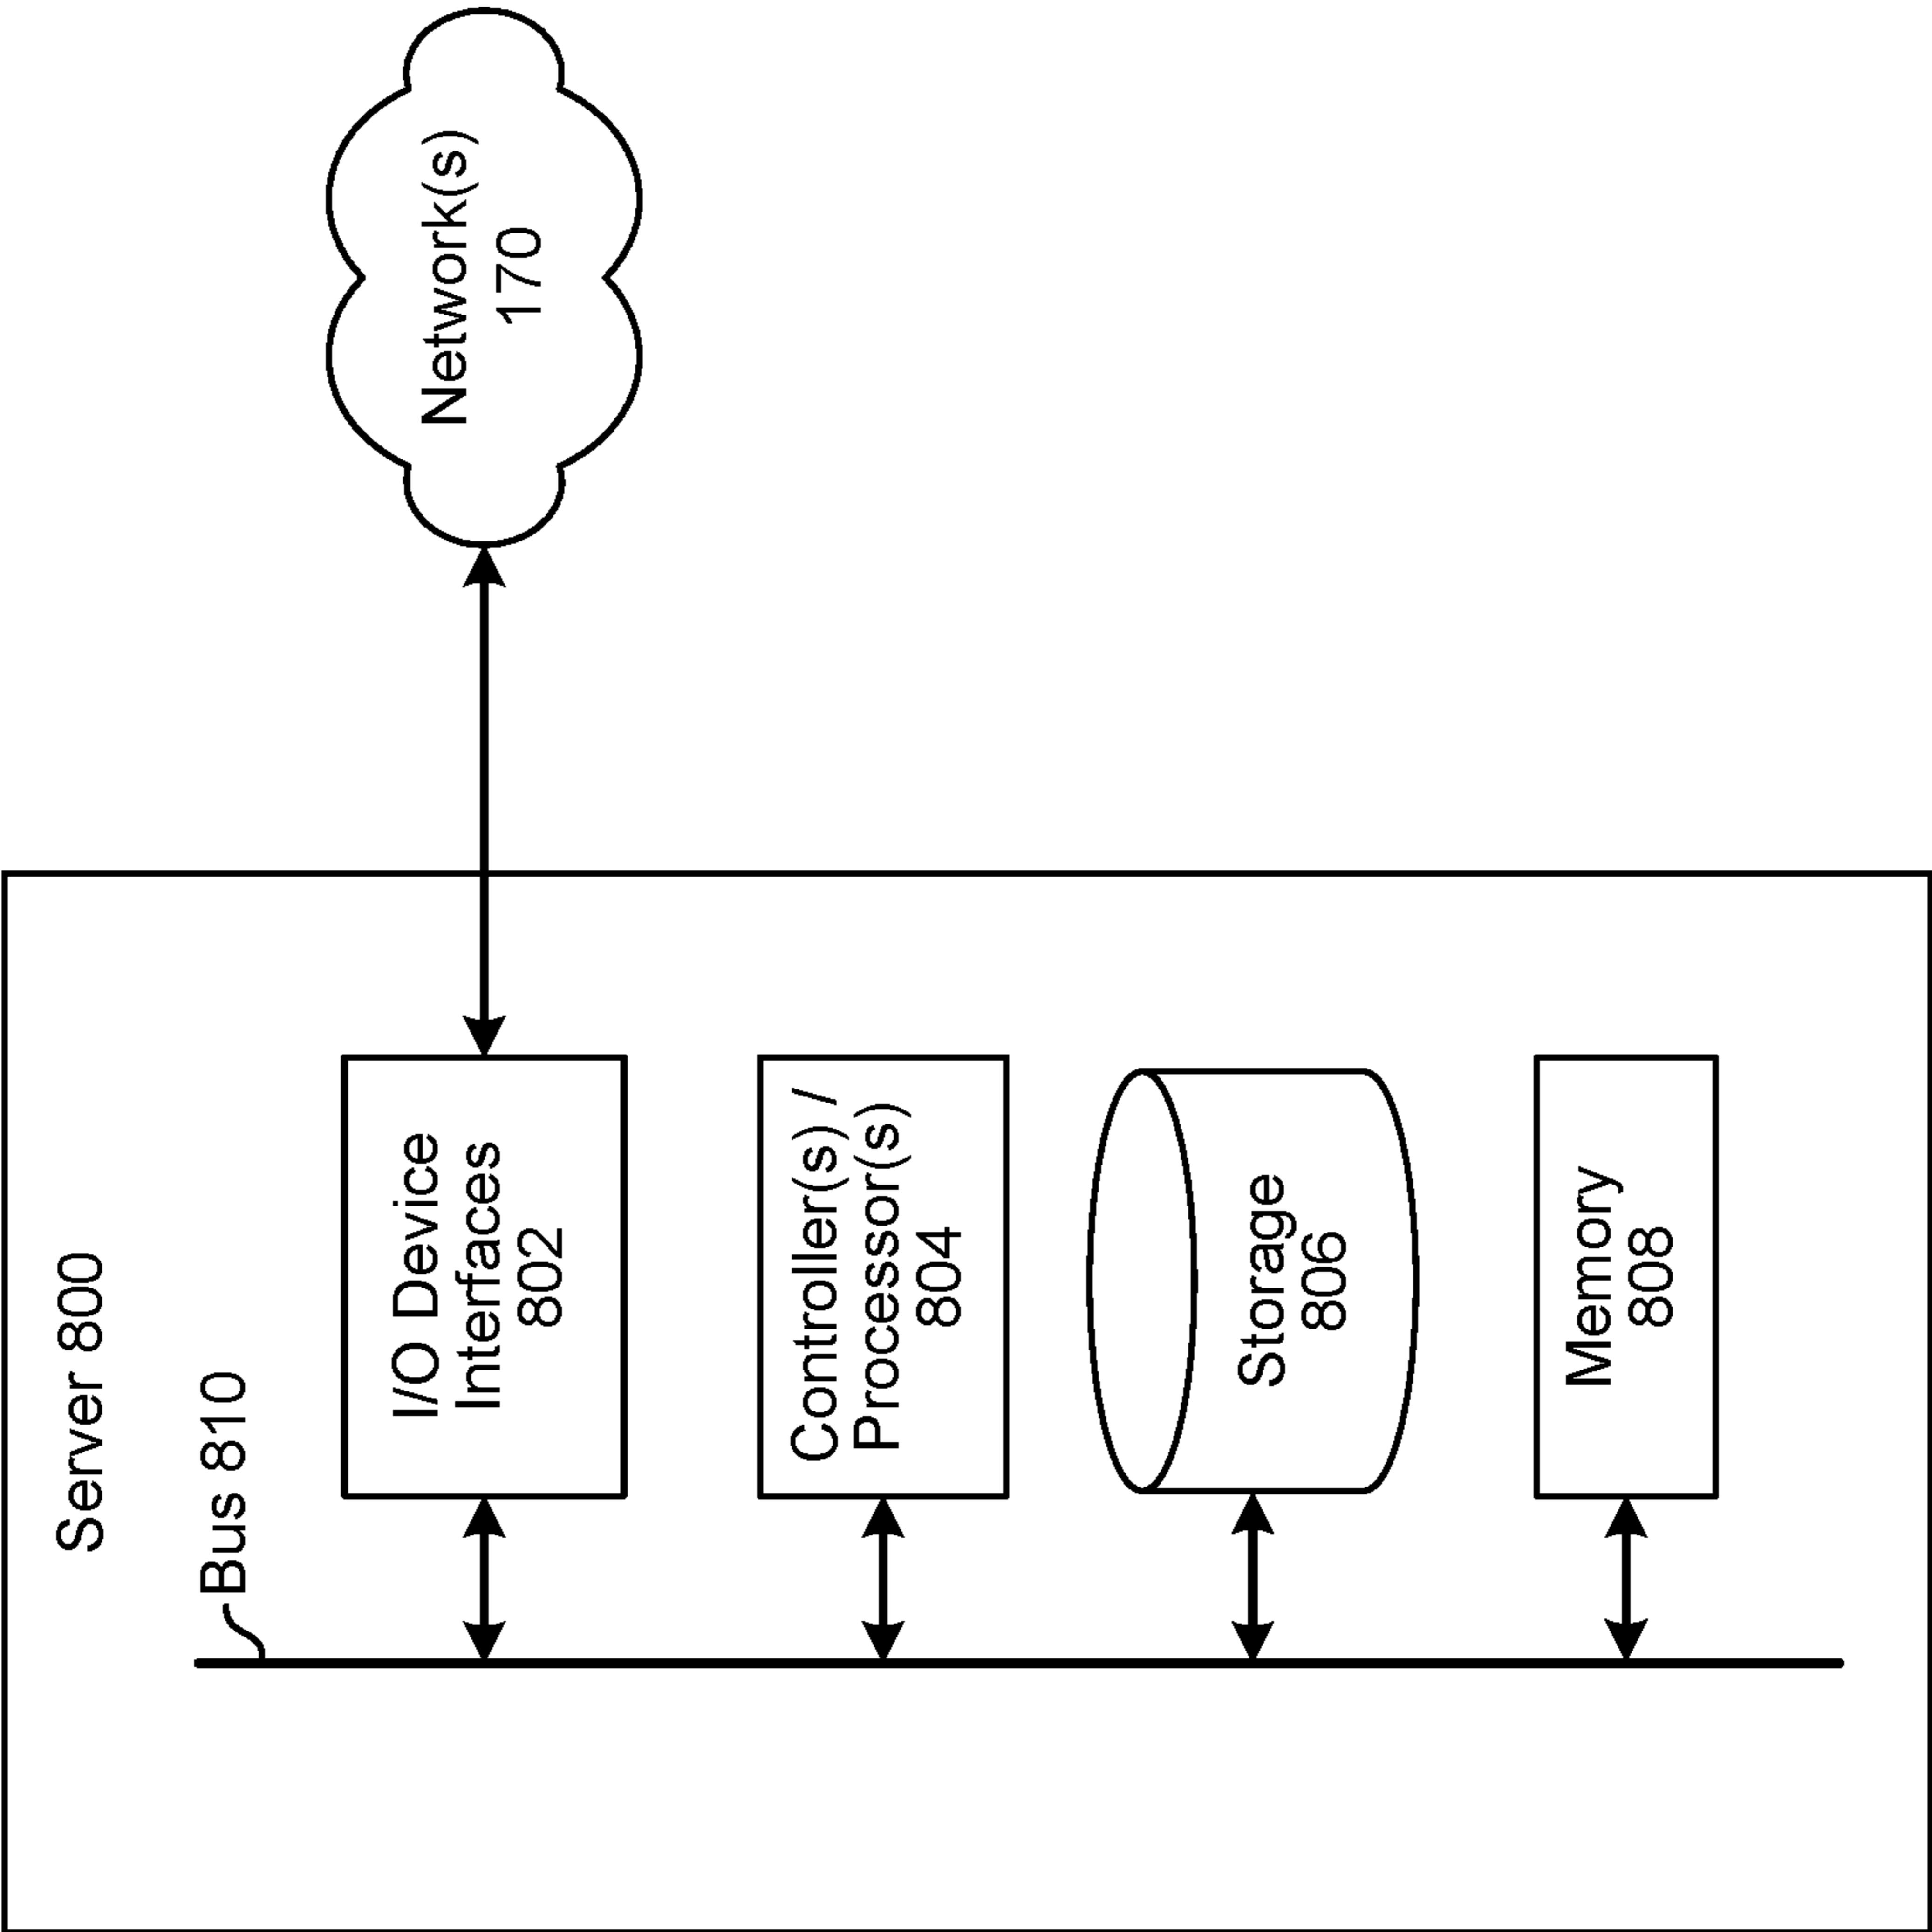 Server 800
Bus 810
I/O Device
Interfaces
802
Network(s)
170
Controller(s) /
Processor(s)
804
Storage
806
Memory
808